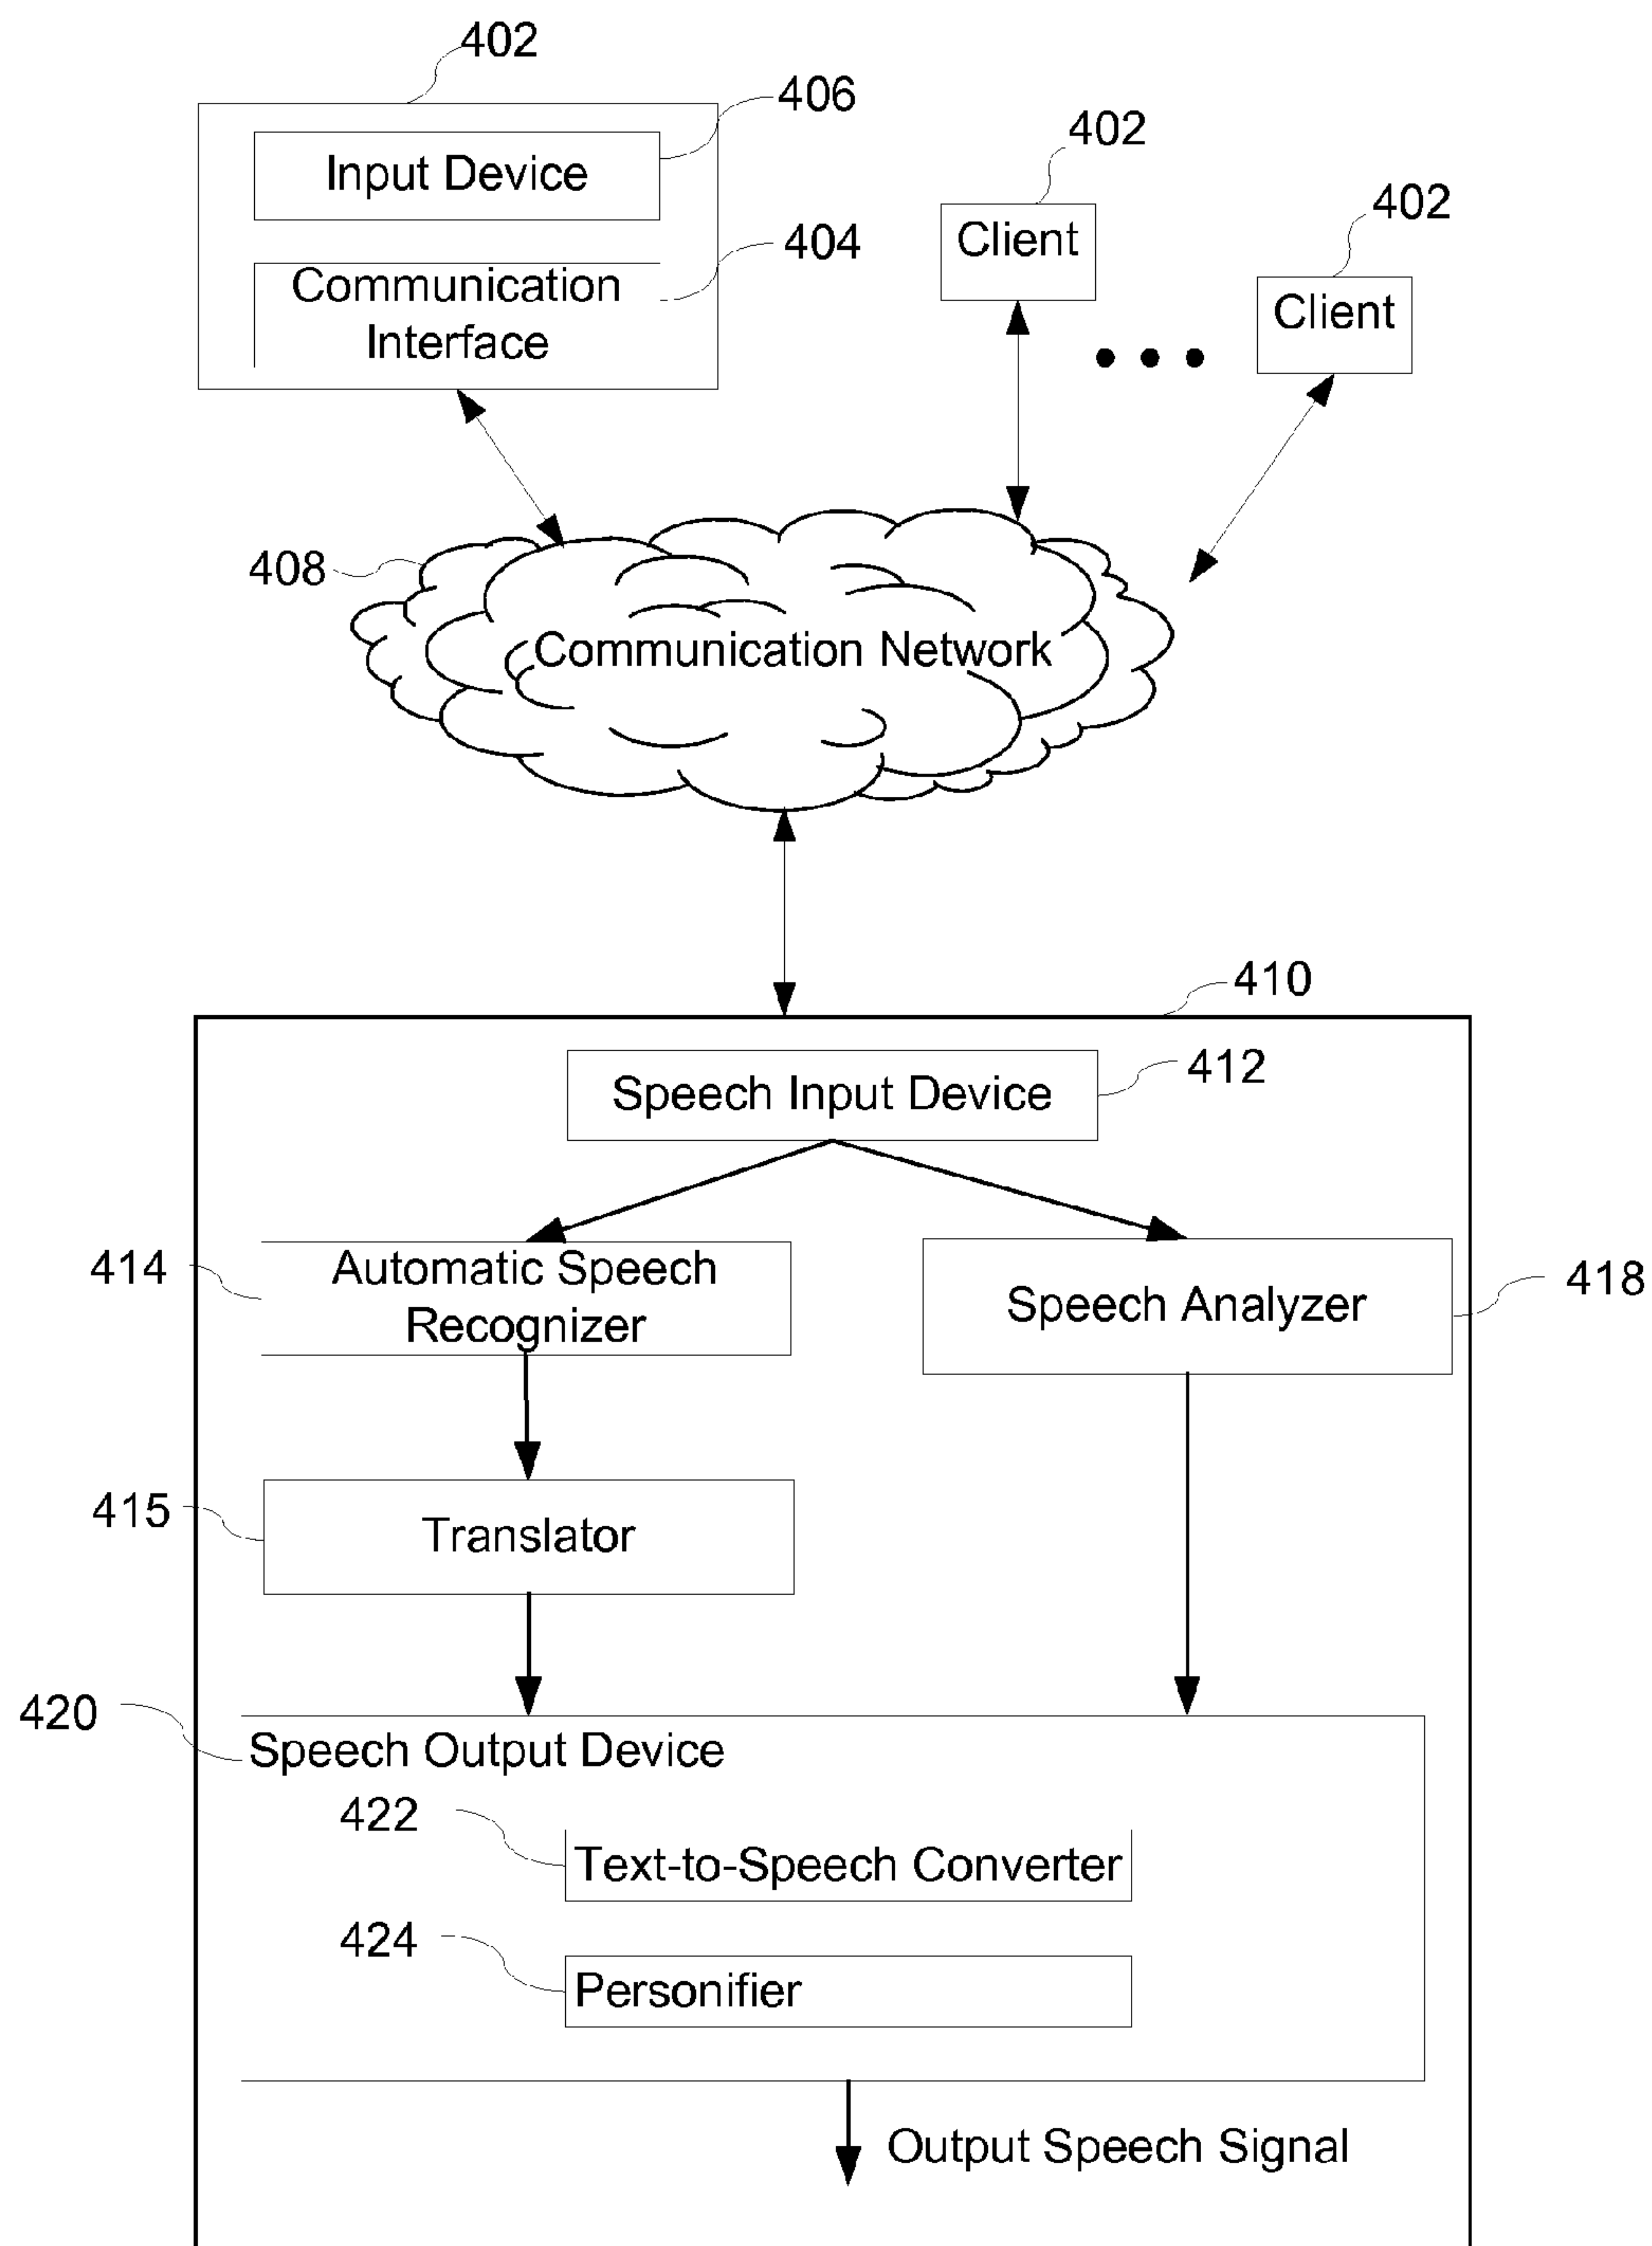 402
406
Input Device
402
402
404
Client
Communication
Interface
Client
408
Communication Network
410
412
Speech Input Device
414
Automatic Speech
Recognizer
418
Speech Analyzer
415
Translator
420
Speech Output Device
422
Text-to-Speech Converter
424
Personifier
Output Speech Signal